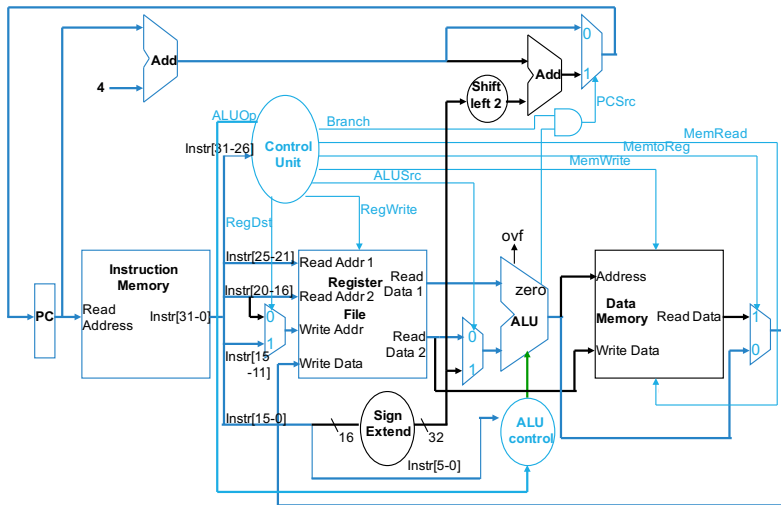 0
Add
Add
1
Shift
left 2
4
PCSrc
ALUOp
Branch
MemRead
Control
Unit
Instr[31-26]
MemtoReg
MemWrite
ALUSrc
RegDst
RegWrite
ovf
Instruction
Memory
Instr[25-21]
Read Addr 1
Register
File
Read
Data 1
zero
Address
Instr[20-16]
Read Addr 2
Data
Memory
PC
Read
Address
Instr[31-0]
0
Write Addr
1
ALU
Read Data
1
Read
Data 2
0
1
Write Data
0
Instr[15
-11]
Write Data
Instr[15-0]
Sign
Extend
16
32
ALU
control
Instr[5-0]